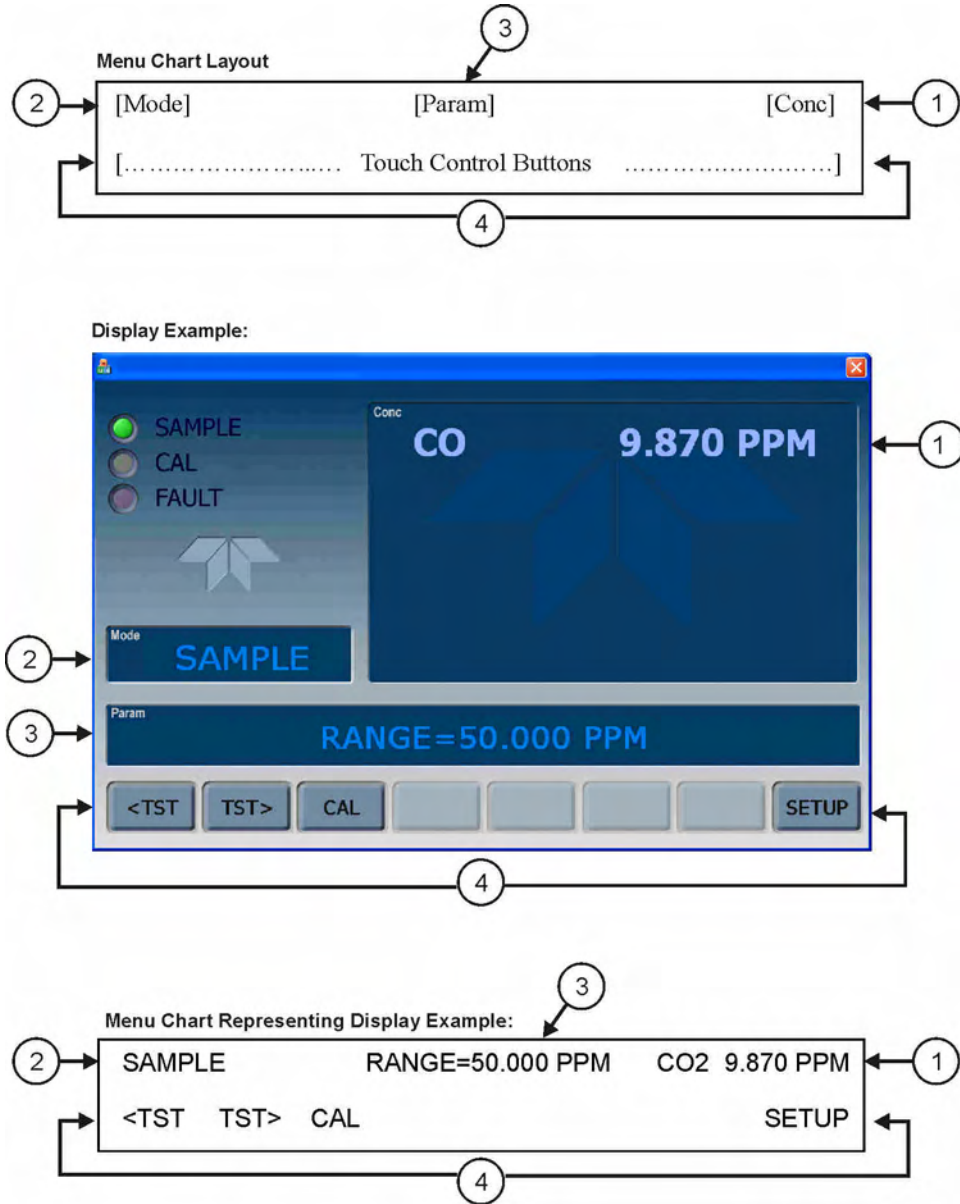 3
Menu Chart Layout
2 [Mode] [Param] [Conc] 1
[……………………...…. Touch Control Buttons ………….…….……]
4
Display Example:
SAMPLE
CAL
FAULT
Conc
CO 9.870 PPM 1
Mode
2 SAMPLE
Param
3 RANGE=50.000 PPM
<TST TST> CAL SETUP
4
3
Menu Chart Representing Display Example:
2 SAMPLE RANGE=50.000 PPM CO2 9.870 PPM 1
<TST TST> CAL SETUP
4